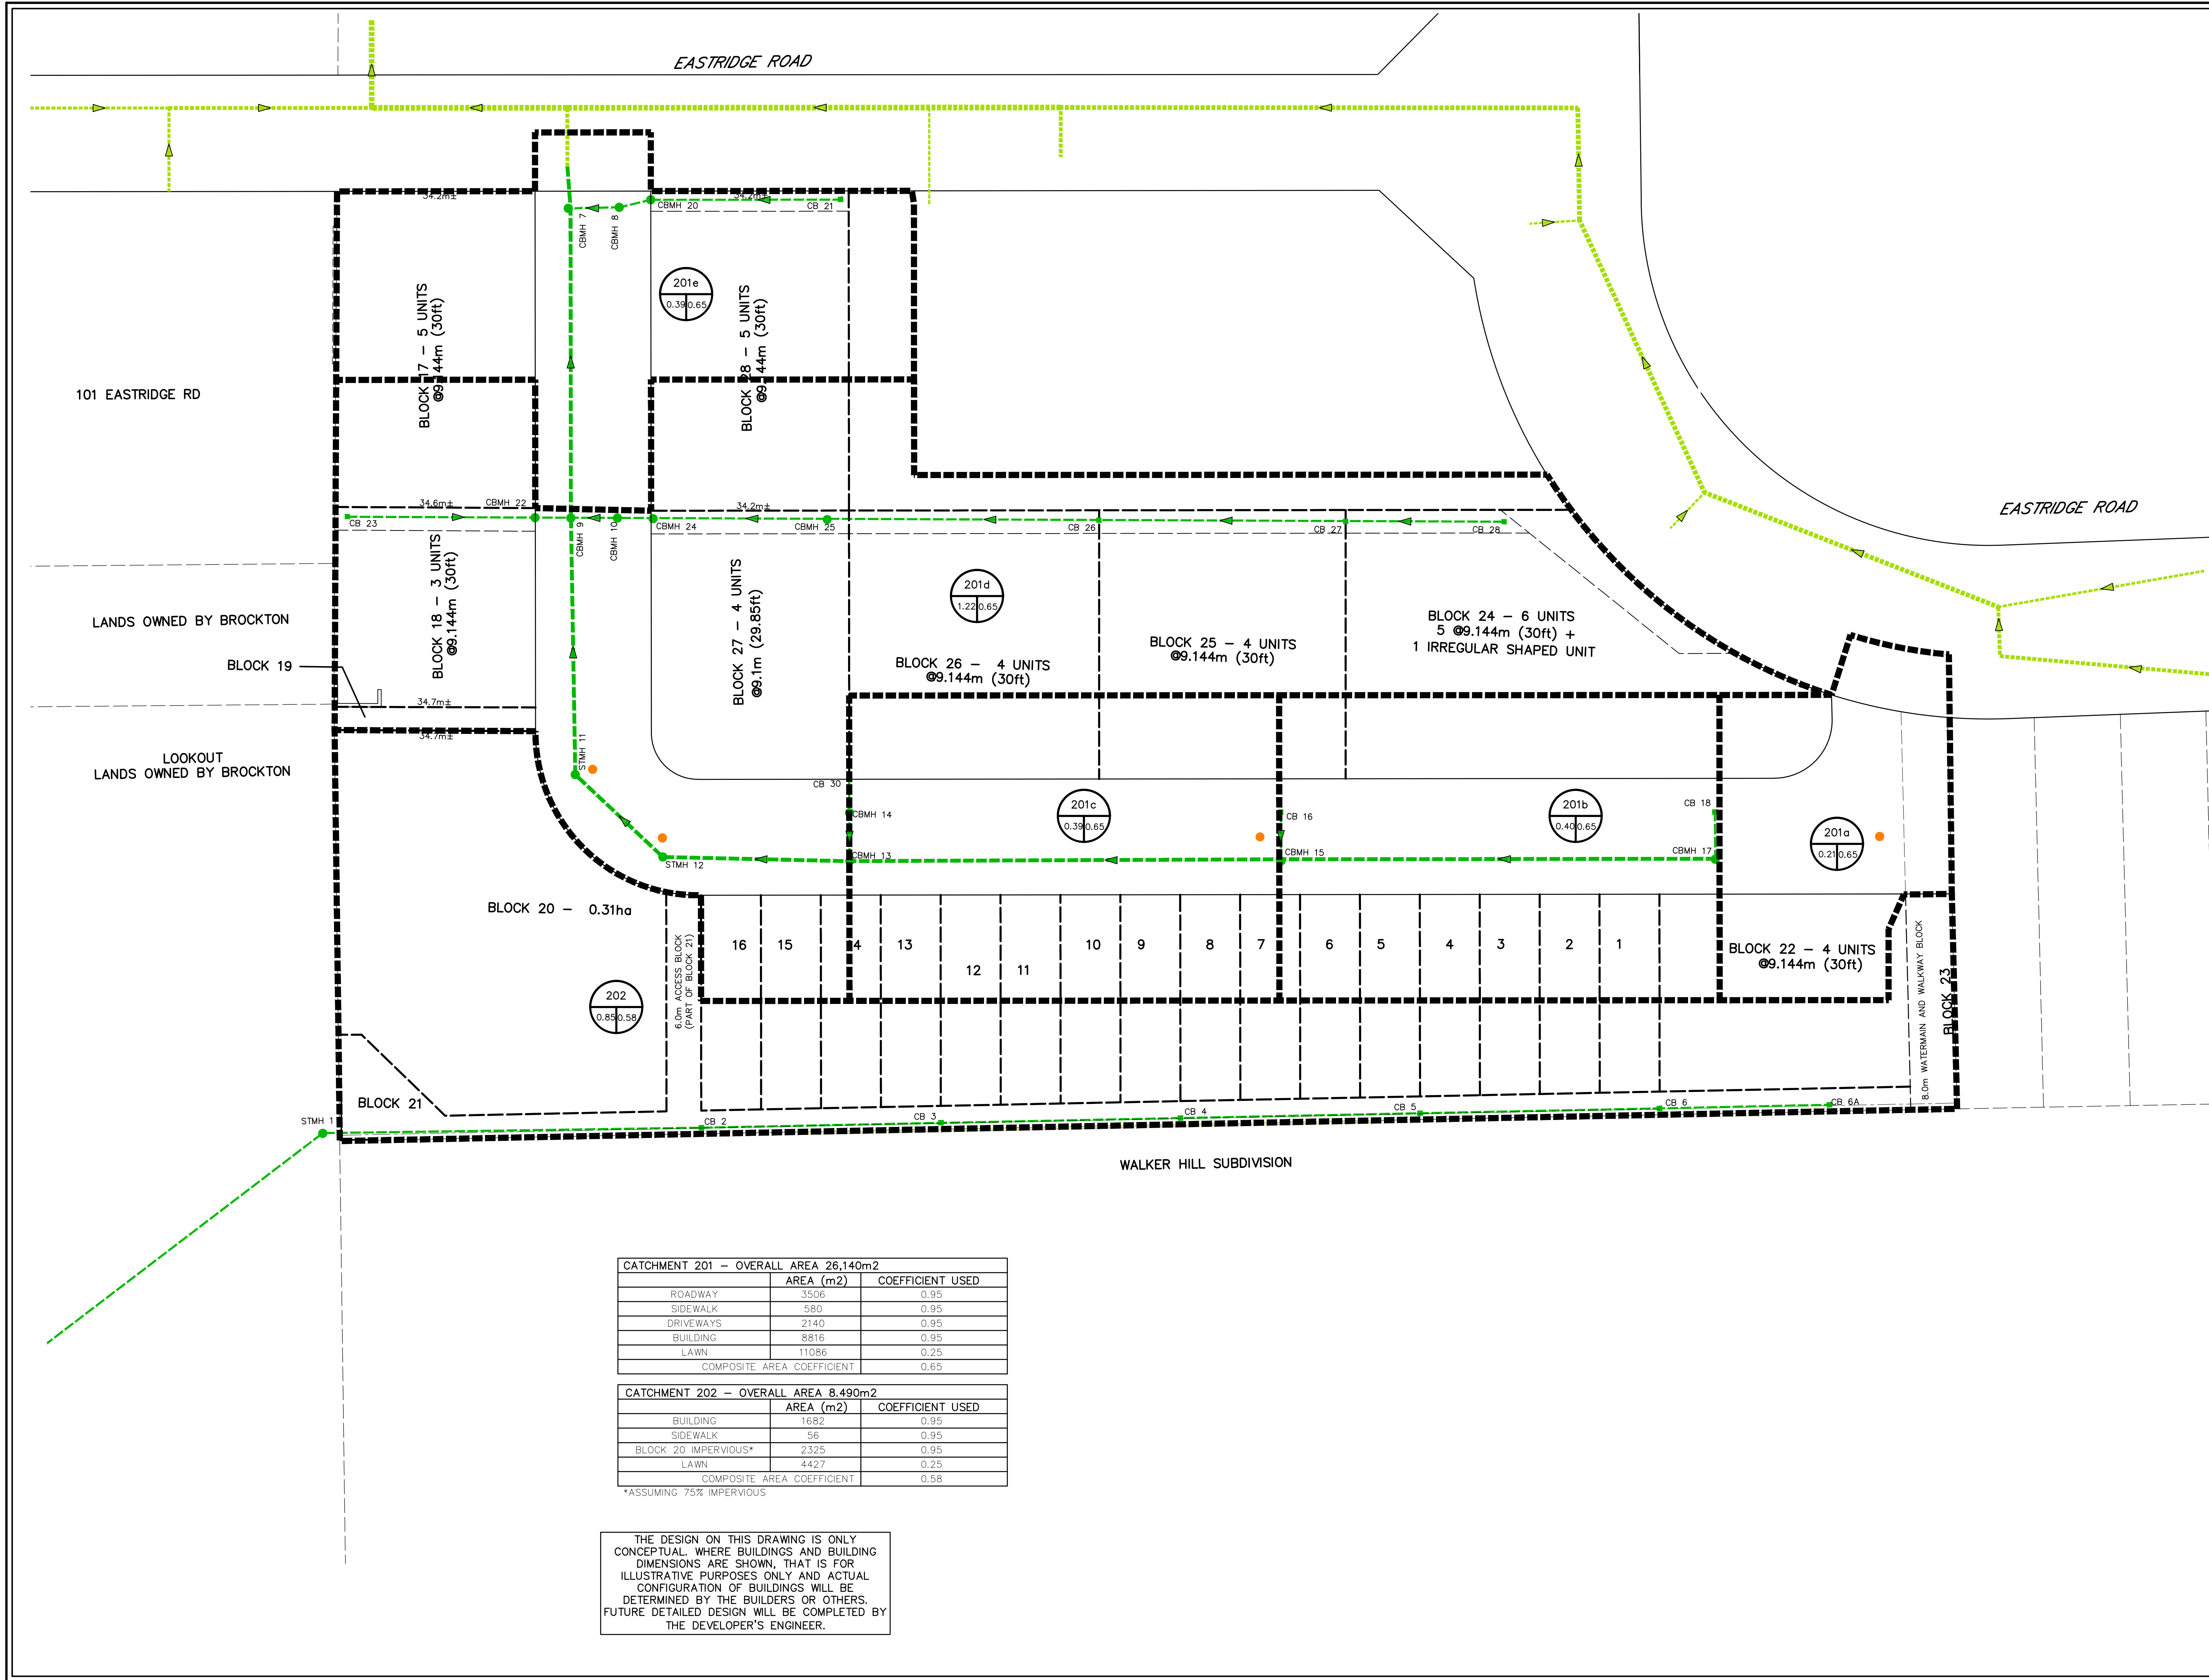 EASTRIDGE ROAD
34.2m±
34.2m±
CBMH 7
CBMH 8
CBMH 20
CB 21
201e
0.39 0.65
BLOCK 17 – 5 UNITS
@9.144m (30ft)
BLOCK 28 – 5 UNITS
@9.144m (30ft)
101 EASTRIDGE RD
34.6m±
CBMH 22
CB 23
CBMH 9
CBMH 10
34.2m±
CBMH 24
CBMH 25
CB 26
CB 27
CB 28
EASTRIDGE ROAD
BLOCK 18 – 3 UNITS
@9.144m (30ft)
BLOCK 27 – 4 UNITS
@9.1m (29.85ft)
201d
1.22 0.65
LANDS OWNED BY BROCKTON
BLOCK 19
BLOCK 26 – 4 UNITS
@9.144m (30ft)
BLOCK 25 – 4 UNITS
@9.144m (30ft)
BLOCK 24 – 6 UNITS
5 @9.144m (30ft) +
1 IRREGULAR SHAPED UNIT
34.7m±
34.7m±
LOOKOUT
LANDS OWNED BY BROCKTON
STMH 11
CB 30
CBMH 14
CBMH 13
STMH 12
201c
0.39 0.65
CB 16
CBMH 15
201b
0.40 0.65
CB 18
CBMH 17
201a
0.21 0.65
BLOCK 20 – 0.31ha
6.0m ACCESS BLOCK
(PART OF BLOCK 21)
16
15
14
13
12
11
10
9
8
7
6
5
4
3
2
1
BLOCK 22 – 4 UNITS
@9.144m (30ft)
8.0m WATERMAIN AND WALKWAY BLOCK
BLOCK 23
202
0.85 0.58
BLOCK 21
STMH 1
CB 2
CB 3
CB 4
CB 5
CB 6
CB 6A
WALKER HILL SUBDIVISION
CATCHMENT 201 – OVERALL AREA 26,140m2
AREA (m2) COEFFICIENT USED
ROADWAY 3506 0.95
SIDEWALK 580 0.95
DRIVEWAYS 2140 0.95
BUILDING 8816 0.95
LAWN 11086 0.25
COMPOSITE AREA COEFFICIENT 0.65
CATCHMENT 202 – OVERALL AREA 8.490m2
AREA (m2) COEFFICIENT USED
BUILDING 1682 0.95
SIDEWALK 56 0.95
BLOCK 20 IMPERVIOUS* 2325 0.95
LAWN 4427 0.25
COMPOSITE AREA COEFFICIENT 0.58
*ASSUMING 75% IMPERVIOUS
THE DESIGN ON THIS DRAWING IS ONLY
CONCEPTUAL. WHERE BUILDINGS AND BUILDING
DIMENSIONS ARE SHOWN, THAT IS FOR
ILLUSTRATIVE PURPOSES ONLY AND ACTUAL
CONFIGURATION OF BUILDINGS WILL BE
DETERMINED BY THE BUILDERS OR OTHERS.
FUTURE DETAILED DESIGN WILL BE COMPLETED BY
THE DEVELOPER'S ENGINEER.